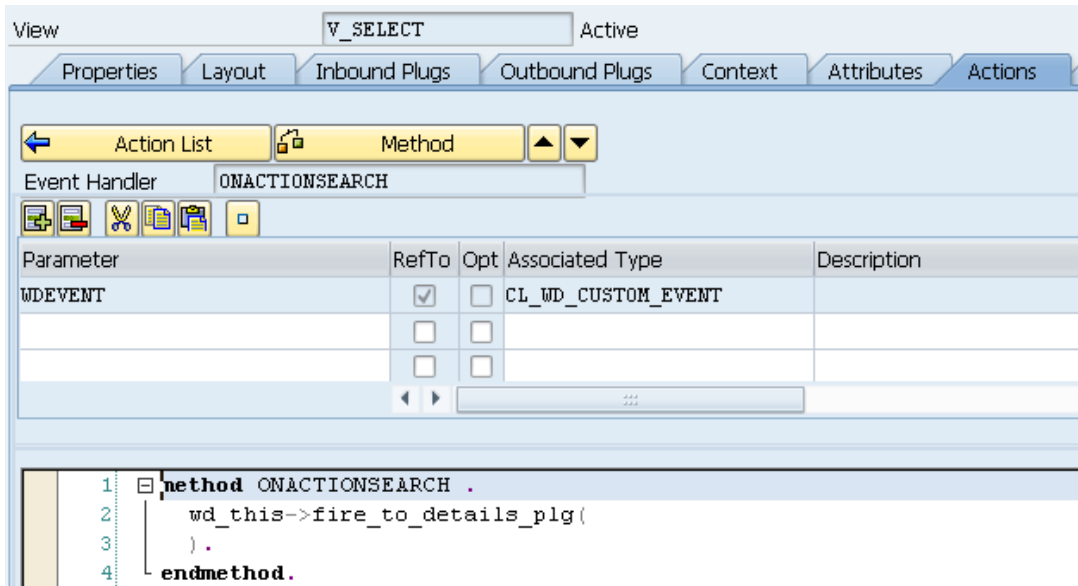 View V_SELECT Active
Properties Layout Inbound Plugs Outbound Plugs Context Attributes Actions
Action List Method
Event Handler ONACTIONSEARCH
Parameter RefTo Opt Associated Type Description
WDEVENT CL_WD_CUSTOM_EVENT
1 method ONACTIONSEARCH .
2 wd_this->fire_to_details_plg(
3 ).
4 endmethod.